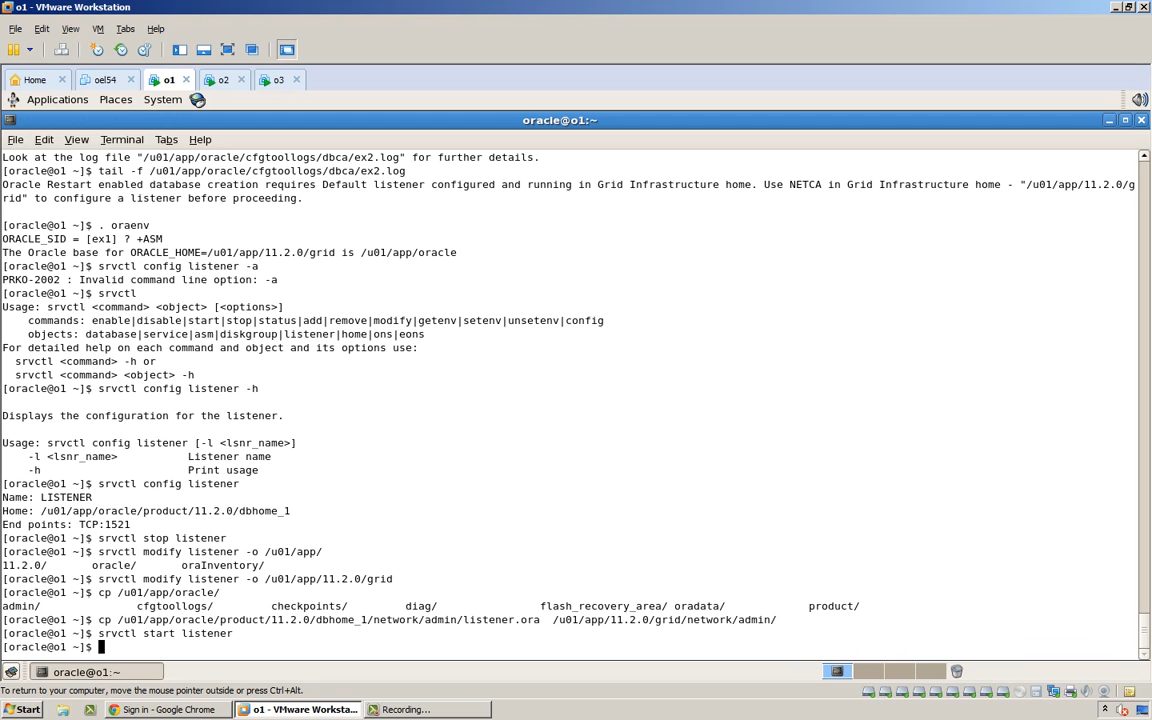 o1 - VMware Workstation
File Edit View VM Tabs Help
Home oel54 o1 o2 o3
Applications Places System
oracle@o1:~
File Edit View Terminal Tabs Help
Look at the log file "/u01/app/oracle/cfgtoollogs/dbca/ex2.log" for further details.
[oracle@o1 ~]$ tail -f /u01/app/oracle/cfgtoollogs/dbca/ex2.log
Oracle Restart enabled database creation requires Default listener configured and running in Grid Infrastructure home. Use NETCA in Grid Infrastructure home - "/u01/app/11.2.0/g
rid" to configure a listener before proceeding.
[oracle@o1 ~]$ . oraenv
ORACLE_SID = [ex1] ? +ASM
The Oracle base for ORACLE_HOME=/u01/app/11.2.0/grid is /u01/app/oracle
[oracle@o1 ~]$ srvctl config listener -a
PRKO-2002 : Invalid command line option: -a
[oracle@o1 ~]$ srvctl
Usage: srvctl <command> <object> [<options>]
commands: enable|disable|start|stop|status|add|remove|modify|getenv|setenv|unsetenv|config
objects: database|service|asm|diskgroup|listener|home|ons|eons
For detailed help on each command and object and its options use:
srvctl <command> -h or
srvctl <command> <object> -h
[oracle@o1 ~]$ srvctl config listener -h
Displays the configuration for the listener.
Usage: srvctl config listener [-l <lsnr_name>]
-l <lsnr_name> Listener name
-h Print usage
[oracle@o1 ~]$ srvctl config listener
Name: LISTENER
Home: /u01/app/oracle/product/11.2.0/dbhome_1
End points: TCP:1521
[oracle@o1 ~]$ srvctl stop listener
[oracle@o1 ~]$ srvctl modify listener -o /u01/app/
11.2.0/ oracle/ oraInventory/
[oracle@o1 ~]$ srvctl modify listener -o /u01/app/11.2.0/grid
[oracle@o1 ~]$ cp /u01/app/oracle/
admin/ cfgtoollogs/ checkpoints/ diag/ flash_recovery_area/ oradata/ product/
[oracle@o1 ~]$ cp /u01/app/oracle/product/11.2.0/dbhome_1/network/admin/listener.ora /u01/app/11.2.0/grid/network/admin/
[oracle@o1 ~]$ srvctl start listener
[oracle@o1 ~]$
oracle@o1:~
To return to your computer, move the mouse pointer outside or press Ctrl+Alt.
Start Sign in - Google Chrome o1 - VMware Worksta... Recording...